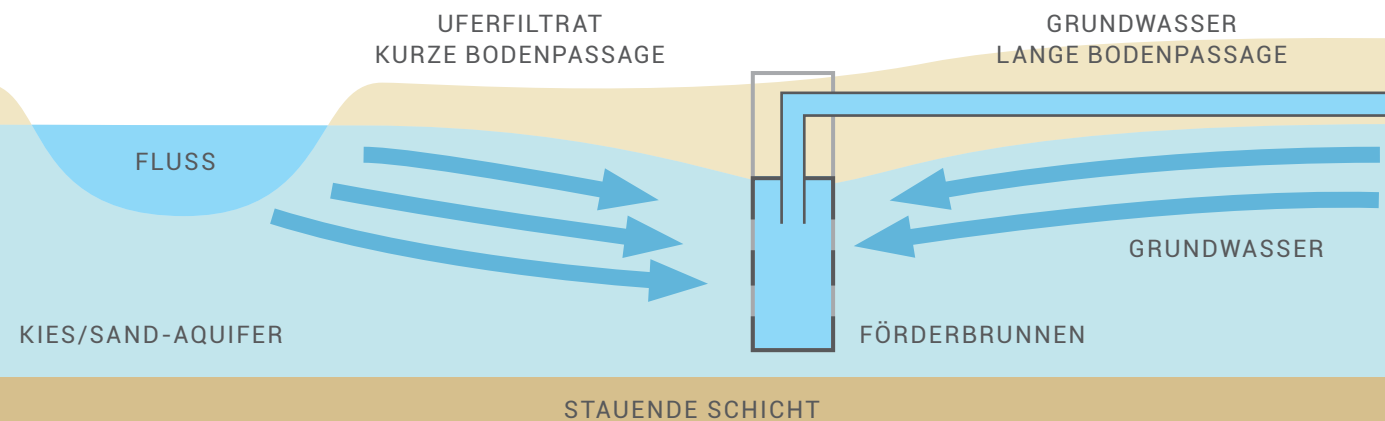 UFERFILTRAT
KURZE BODENPASSAGE
GRUNDWASSER
LANGE BODENPASSAGE
FLUSS
GRUNDWASSER
KIES/SAND-AQUIFER
FÖRDERBRUNNEN
STAUENDE SCHICHT